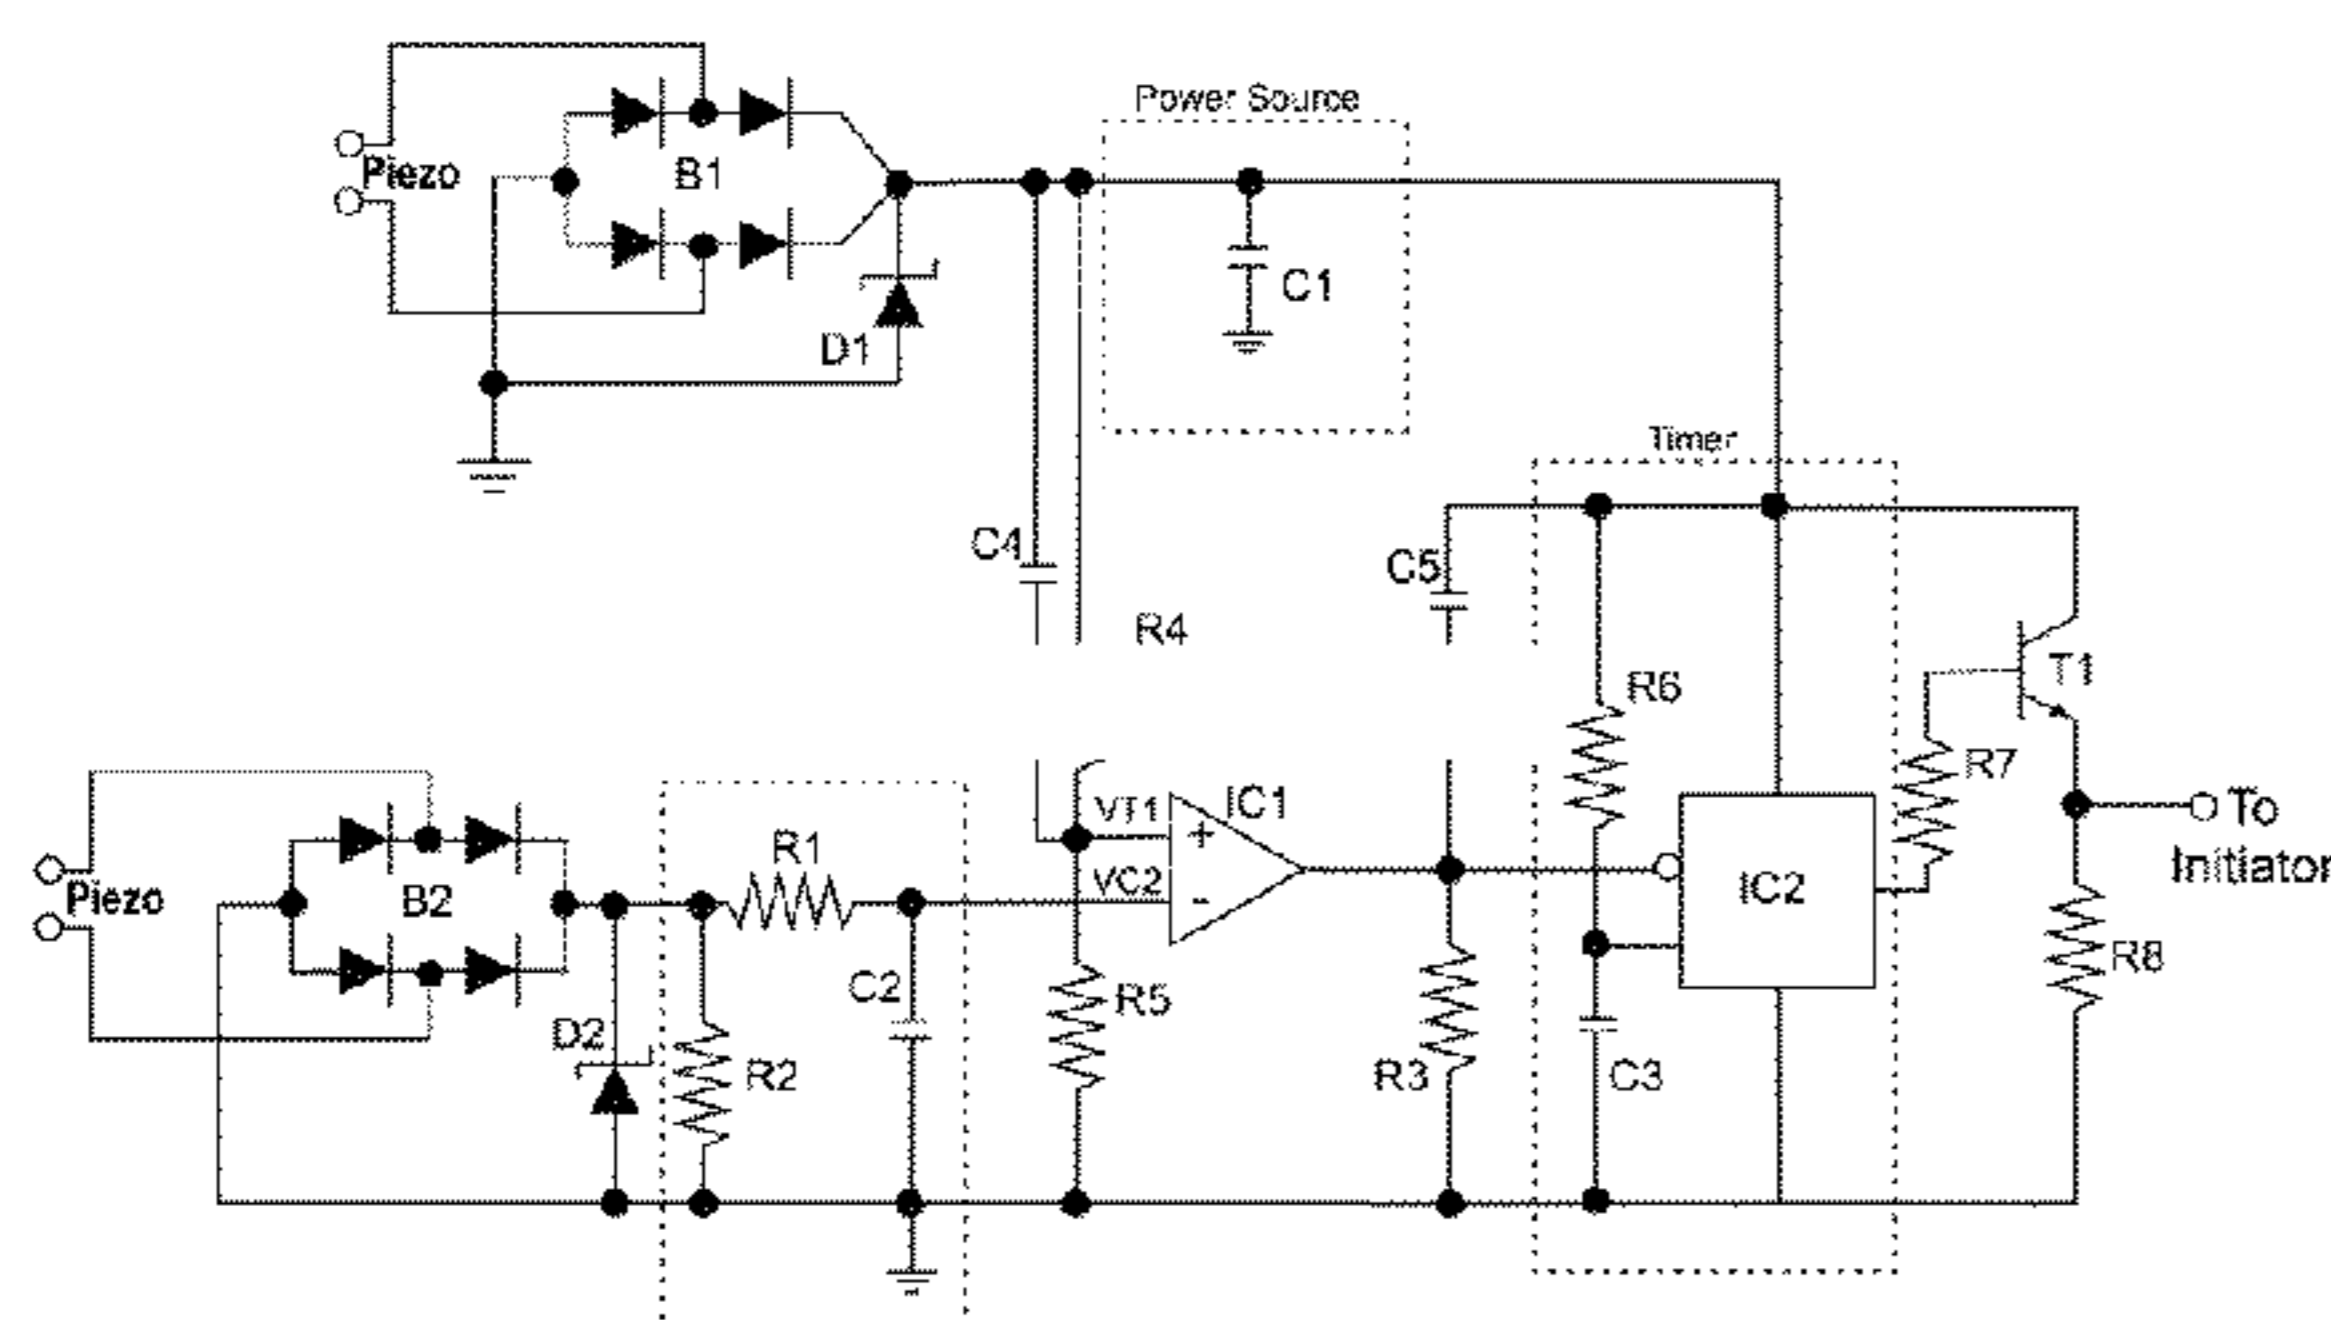 Power Source
Piezo
B1
C1
D1
Timer
C4
C5
R4
R6
T1
R7
VT1
IC1
+
To
Initiator
R1
VC2
-
IC2
Piezo
B2
C2
R5
R8
D2
R2
R3
C3